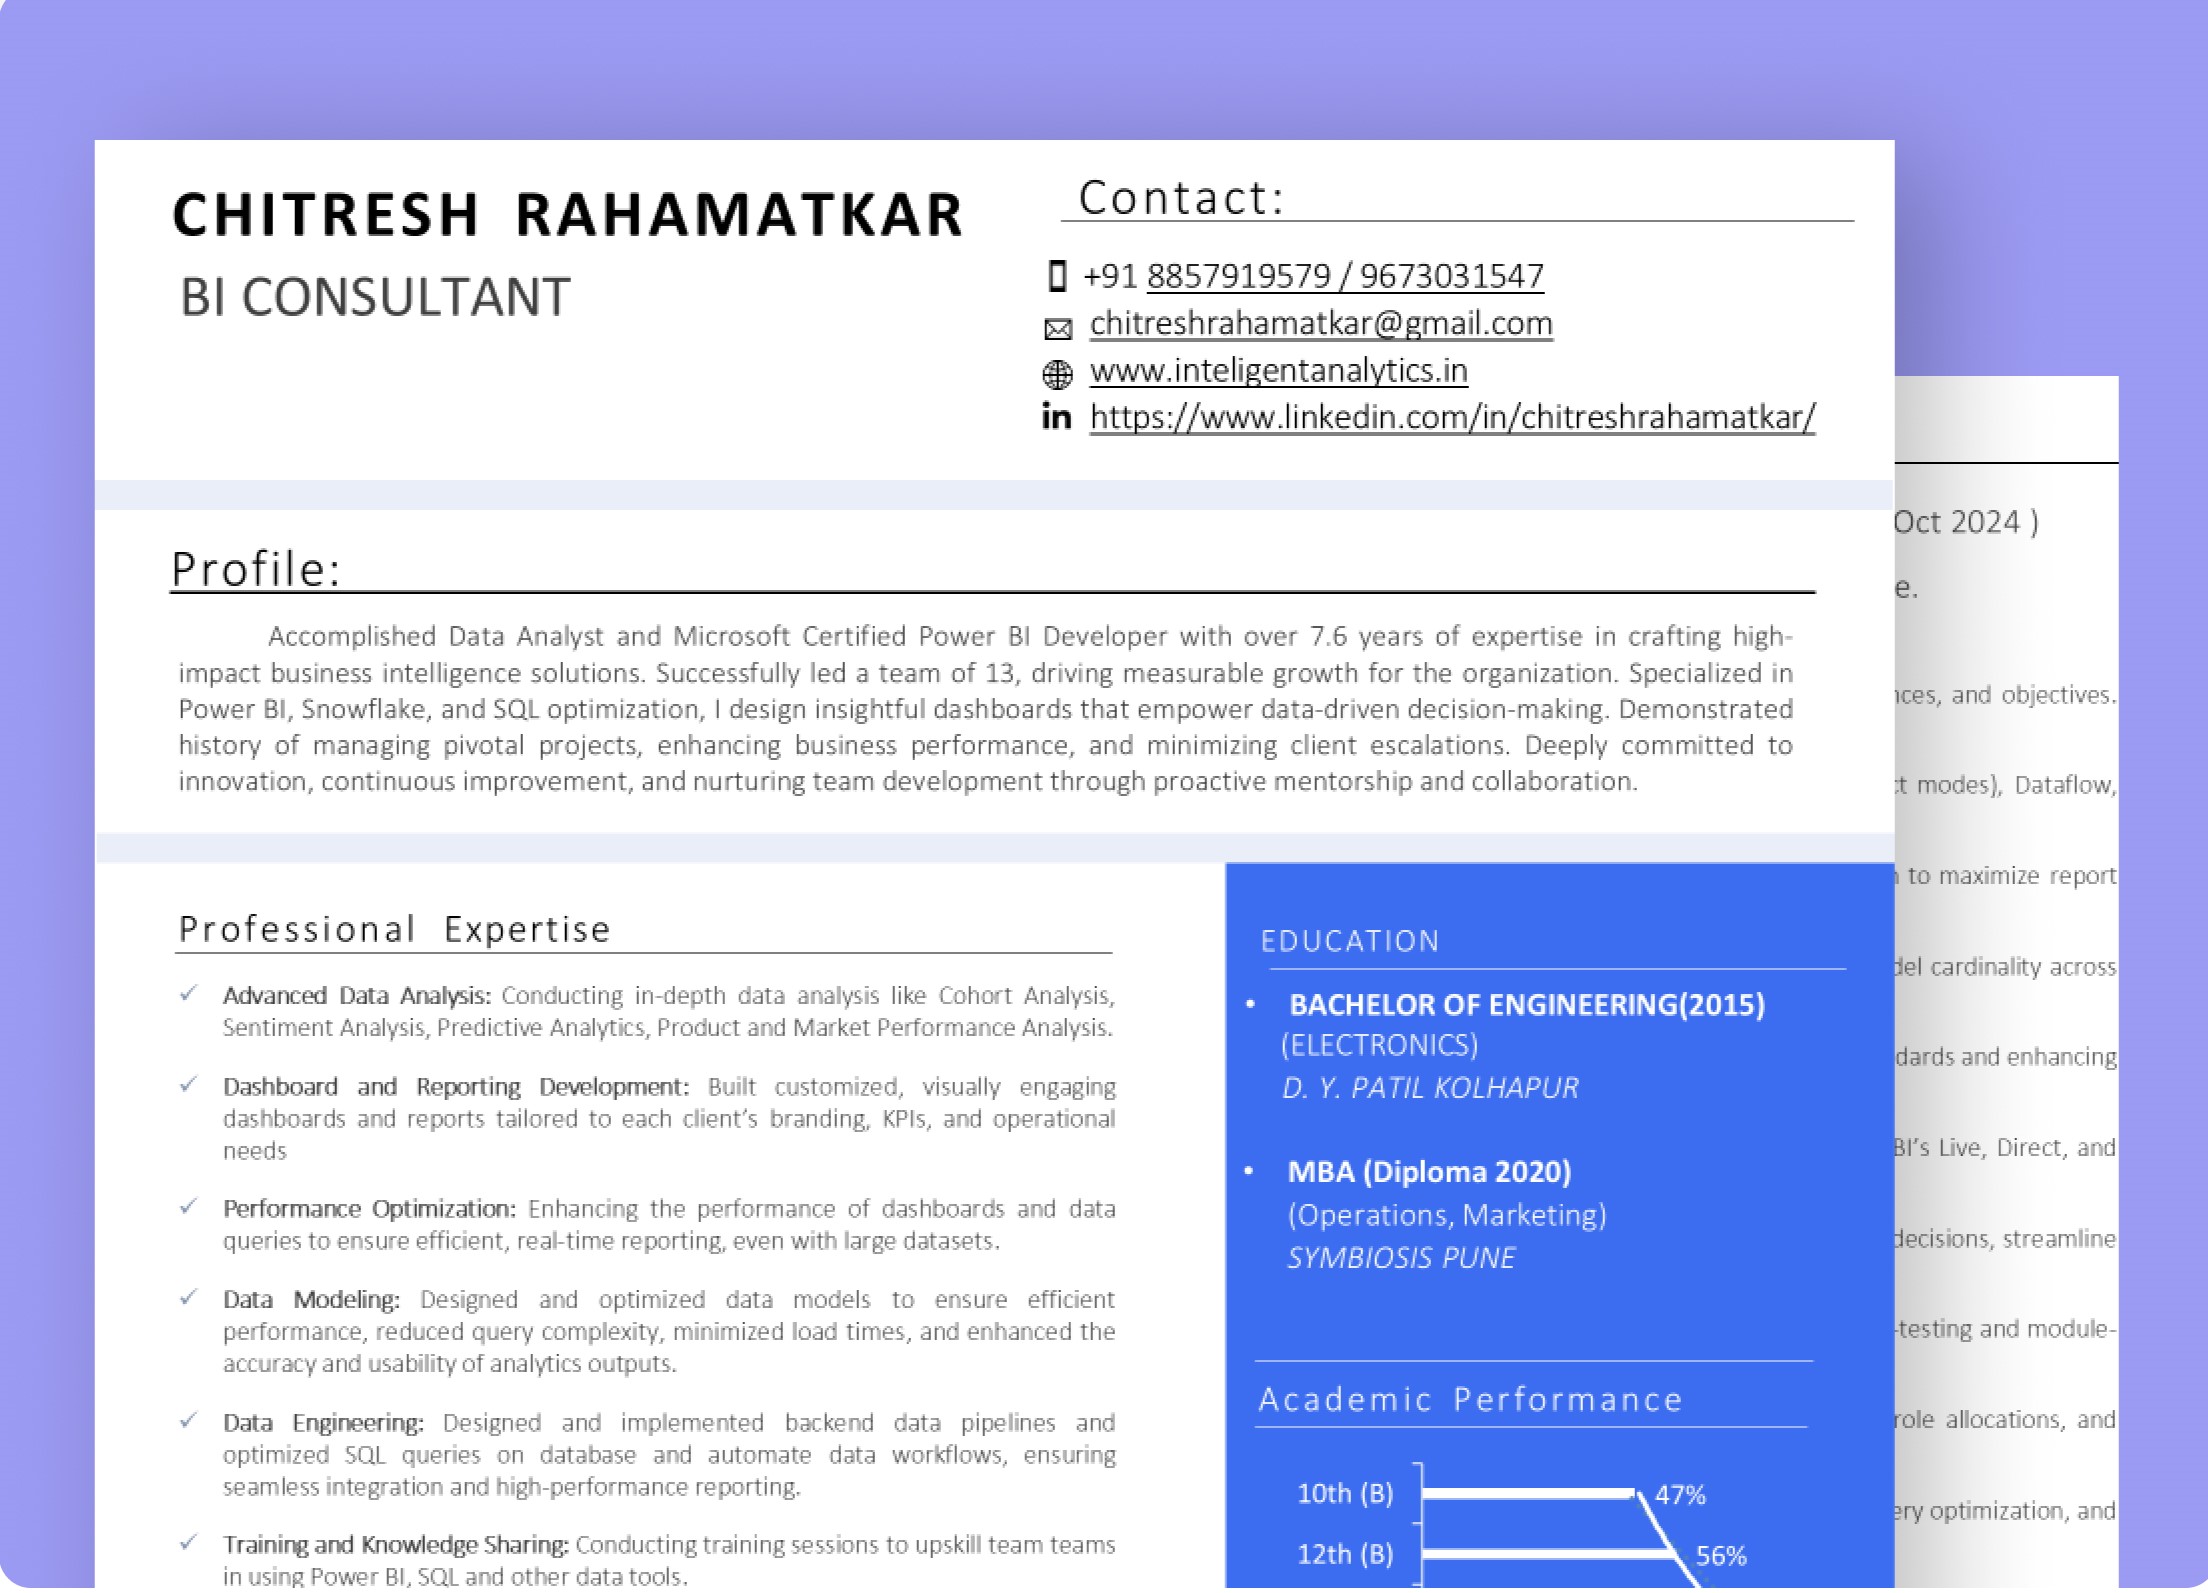 CHITRESH RAHAMATKAR
BI CONSULTANT
Contact:
+91 8857919579 / 9673031547
chitreshrahamatkar@gmail.com
www.inteligentanalytics.in
in https://www.linkedin.com/in/chitreshrahamatkar/
Profile:
Accomplished Data Analyst and Microsoft Certified Power BI Developer with over 7.6 years of expertise in crafting high-
impact business intelligence solutions. Successfully led a team of 13, driving measurable growth for the organization. Specialized in
Power BI, Snowflake, and SQL optimization, I design insightful dashboards that empower data-driven decision-making. Demonstrated
history of managing pivotal projects, enhancing business performance, and minimizing client escalations. Deeply committed to
innovation, continuous improvement, and nurturing team development through proactive mentorship and collaboration.
Professional Expertise
✓ Advanced Data Analysis: Conducting in-depth data analysis like Cohort Analysis,
Sentiment Analysis, Predictive Analytics, Product and Market Performance Analysis.
✓ Dashboard and Reporting Development: Built customized, visually engaging
dashboards and reports tailored to each client’s branding, KPIs, and operational
needs
✓ Performance Optimization: Enhancing the performance of dashboards and data
queries to ensure efficient, real-time reporting, even with large datasets.
✓ Data Modeling: Designed and optimized data models to ensure efficient
performance, reduced query complexity, minimized load times, and enhanced the
accuracy and usability of analytics outputs.
✓ Data Engineering: Designed and implemented backend data pipelines and
optimized SQL queries on database and automate data workflows, ensuring
seamless integration and high-performance reporting.
✓ Training and Knowledge Sharing: Conducting training sessions to upskill team teams
in using Power BI, SQL and other data tools.
EDUCATION
• BACHELOR OF ENGINEERING(2015)
(ELECTRONICS)
D. Y. PATIL KOLHAPUR
• MBA (Diploma 2020)
(Operations, Marketing)
SYMBIOSIS PUNE
Academic Performance
10th (B) 47%
12th (B) 56%
Oct 2024 )
e.
and objectives.
modes), Dataflow,
to maximize report
cardinality across
and enhancing
BI’s Live, Direct, and
decisions, streamline
-testing and module-
role allocations, and
optimization, and